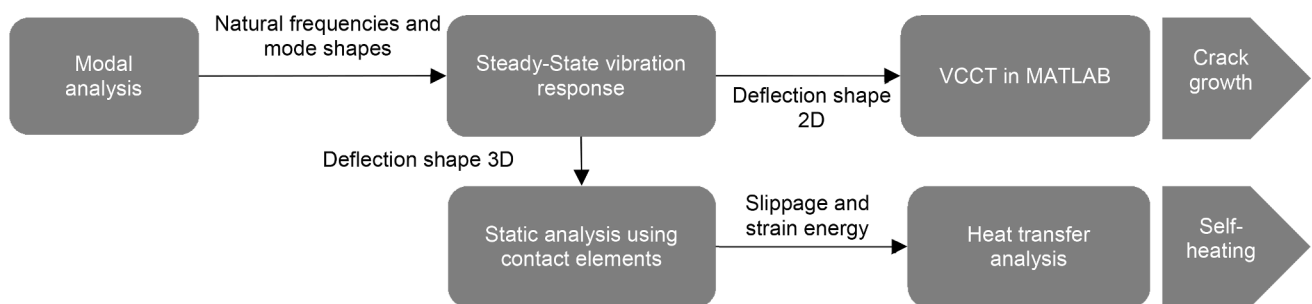 Natural frequencies and
mode shapes
Modal
analysis
Steady-State vibration
response
Deflection shape
2D
VCCT in MATLAB
Crack
growth
Deflection shape 3D
Static analysis using
contact elements
Slippage and
strain energy
Heat transfer
analysis
Self-
heating